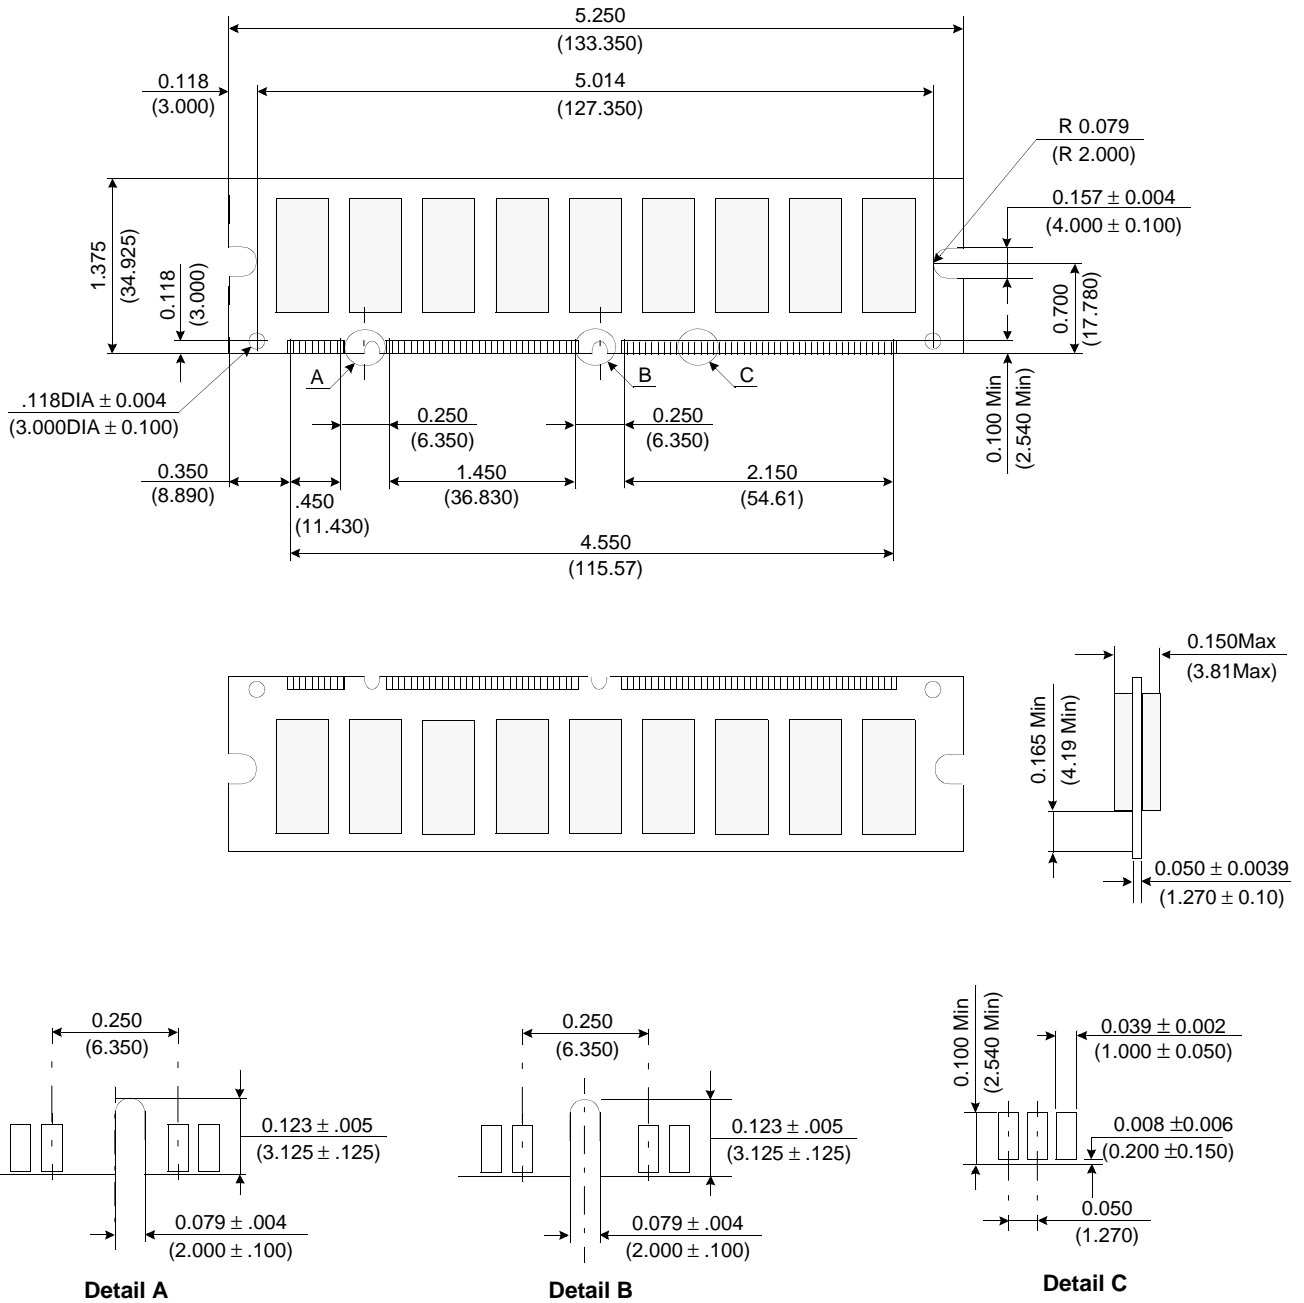 5.250
(133.350)
0.118
(3.000)
5.014
(127.350)
R 0.079
(R 2.000)
0.157 ± 0.004
(4.000 ± 0.100)
1.375
(34.925)
0.118
(3.000)
0.700
(17.780)
A
B
C
.118DIA ± 0.004
(3.000DIA ± 0.100)
0.250
(6.350)
0.250
(6.350)
0.100 Min
(2.540 Min)
0.350
(8.890)
.450
(11.430)
1.450
(36.830)
2.150
(54.61)
4.550
(115.57)
0.150Max
(3.81Max)
0.165 Min
(4.19 Min)
0.050 ± 0.0039
(1.270 ± 0.10)
0.250
(6.350)
0.123 ± .005
(3.125 ± .125)
0.079 ± .004
(2.000 ± .100)
Detail A
0.250
(6.350)
0.123 ± .005
(3.125 ± .125)
0.079 ± .004
(2.000 ± .100)
Detail B
0.100 Min
(2.540 Min)
0.039 ± 0.002
(1.000 ± 0.050)
0.008 ±0.006
(0.200 ±0.150)
0.050
(1.270)
Detail C